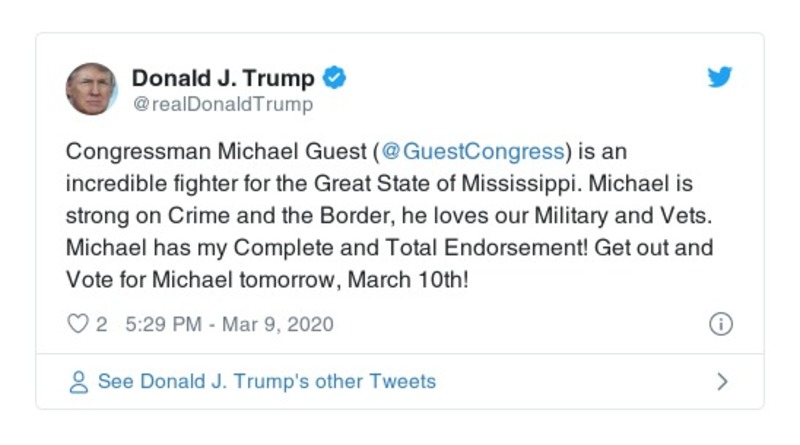 Donald J. Trump
@realDonaldTrump
Congressman Michael Guest (@GuestCongress) is an
incredible fighter for the Great State of Mississippi. Michael is
strong on Crime and the Border, he loves our Military and Vets.
Michael has my Complete and Total Endorsement! Get out and
Vote for Michael tomorrow, March 10th!
2 5:29 PM - Mar 9, 2020
See Donald J. Trump's other Tweets